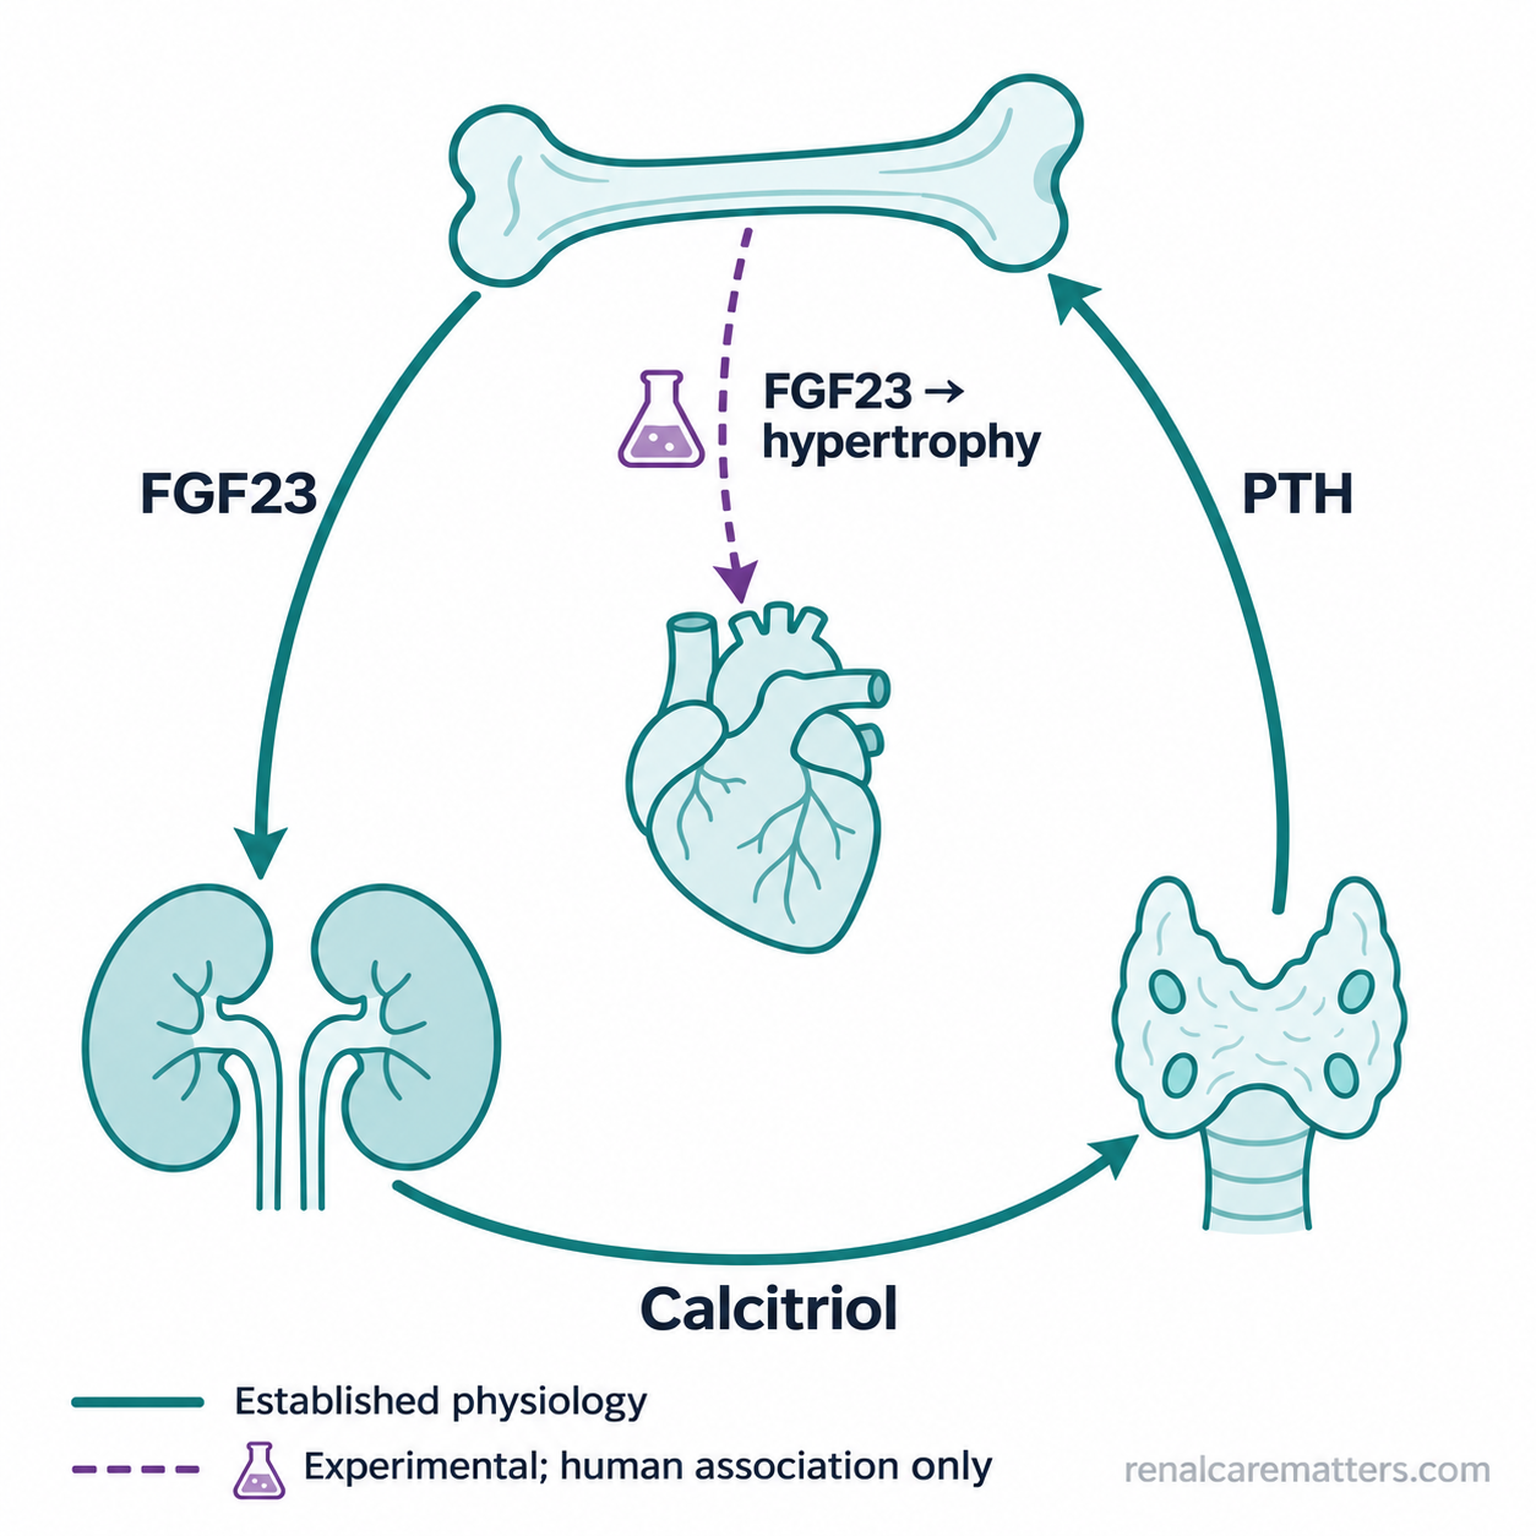 FGF23 →
hypertrophy
FGF23
PTH
Calcitriol
Established physiology
Experimental; human association only
renalcarematters.com